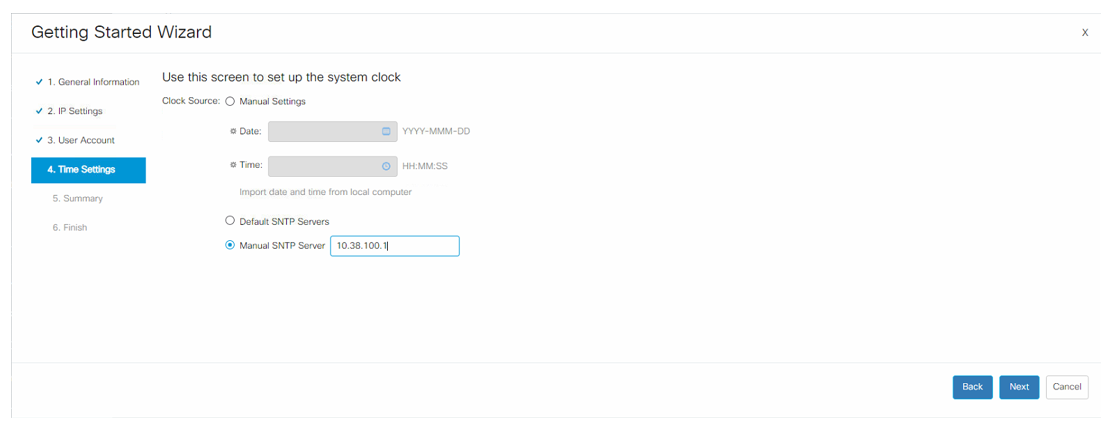 Getting Started Wizard
X
1. General Information
2. IP Settings
3. User Account
4. Time Settings
5. Summary
6. Finish
Use this screen to set up the system clock
Clock Source: Manual Settings
Date: YYYY-MMM-DD
Time: HH:MM:SS
Import date and time from local computer
Default SNTP Servers
Manual SNTP Server 10.38.100.1
Back Next Cancel